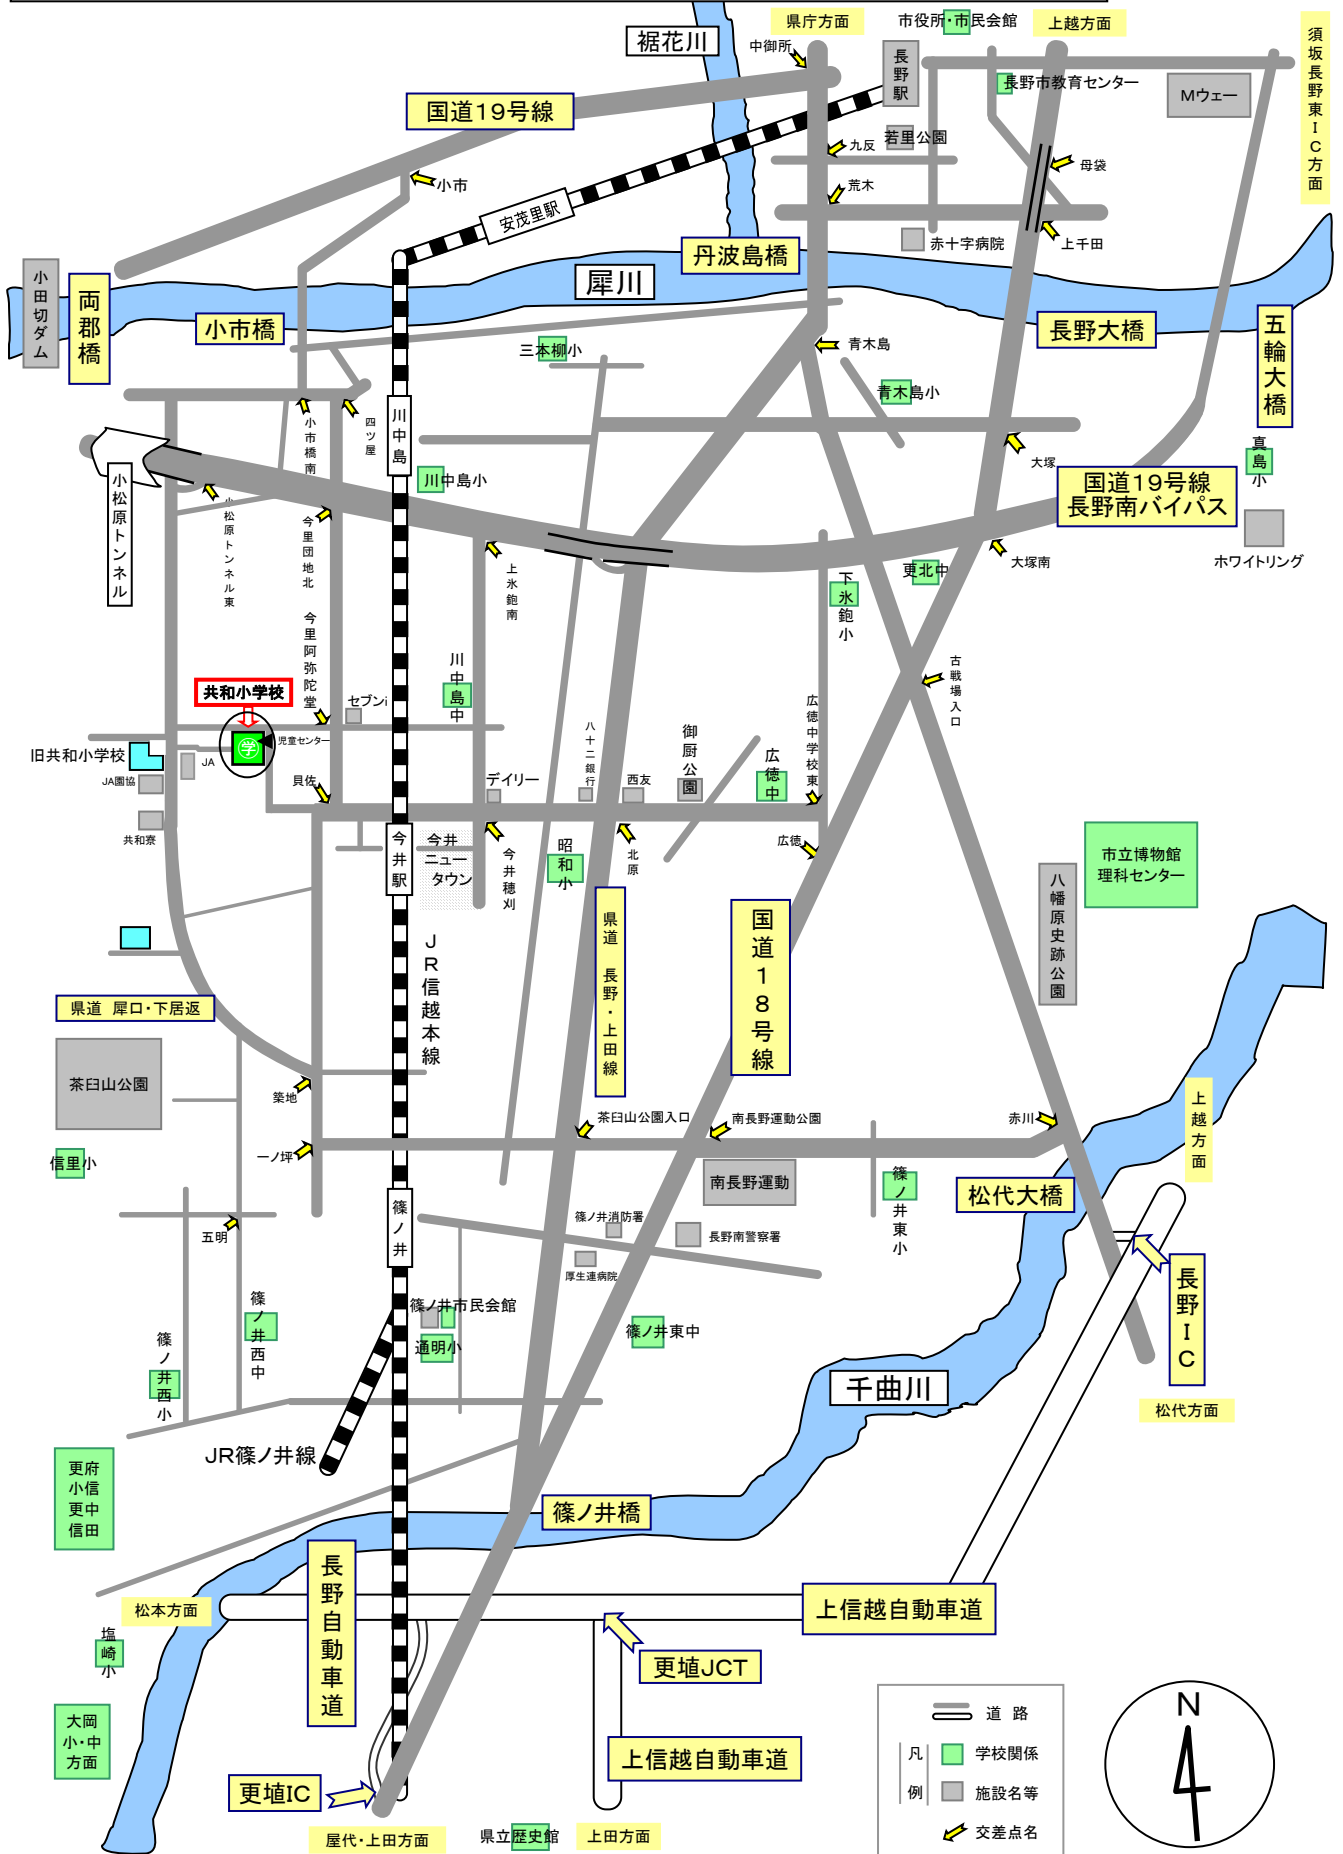 県庁方面
市役所・市民会館
上越方面
須坂長野東IC方面
裾花川
中御所
長野駅
長野市教育センター
Mウェーブ
国道19号線
九反
若里公園
母袋
小市
荒木
安茂里駅
赤十字病院
上千田
丹波島橋
犀川
小田切ダム
両郡橋
小市橋
長野大橋
五輪大橋
三本柳小
青木島
青木島小
川中島
四ツ屋
小市橋南
大塚
真島小
川中島小
国道19号線
長野南バイパス
小松原トンネル
小松原トンネル東
今里団地北
上氷鉋南
大塚南
ホワイトリング
更北中
下氷鉋小
今里阿弥陀堂
川中島中
古戦場入口
共和小学校
セブンi
広徳中学校東
学
児童センター
旧共和小学校
JA
JA園協
共和寮
貝佐
デイリー
八十二銀行
西友
御厨公園
広徳中
今井駅
今井
ニュー
タウン
今井穂刈
昭和小
北原
広徳
市立博物館
理科センター
八幡原史跡公園
県道 長野・上田線
国道18号線
JR信越本線
県道 犀口・下居返
茶臼山公園
築地
茶臼山公園入口
南長野運動公園
赤川
上越方面
一ノ坪
信里小
南長野運動
篠ノ井東小
松代大橋
篠ノ井
五明
篠ノ井消防署
長野南警察署
厚生連病院
長野IC
篠ノ井市民会館
通明小
篠ノ井東中
篠ノ井西中
篠ノ井西小
千曲川
松代方面
JR篠ノ井線
更府
小信
更中
信田
篠ノ井橋
長野自動車道
松本方面
上信越自動車道
塩崎小
更埴JCT
大岡
小・中
方面
上信越自動車道
更埴IC
屋代・上田方面
県立歴史館
上田方面
道 路
凡例
学校関係
施設名等
交差点名
N